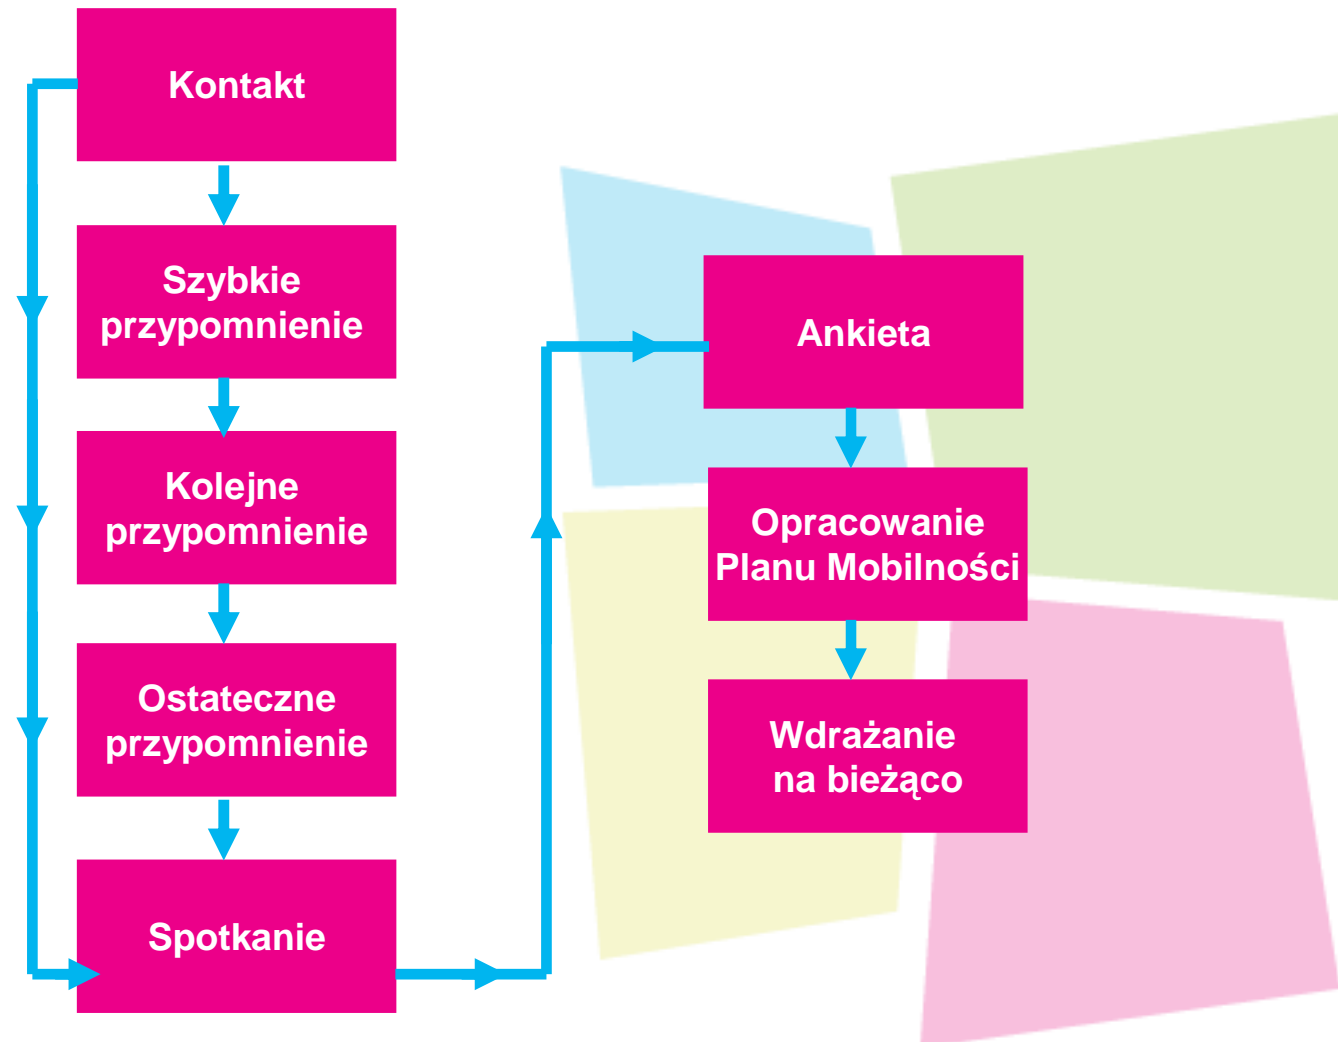 Kontakt
Szybkie
przypomnienie
Kolejne
przypomnienie
Ostateczne
przypomnienie
Spotkanie
Ankieta
Opracowanie
Planu Mobilności
Wdrażanie
na bieżąco